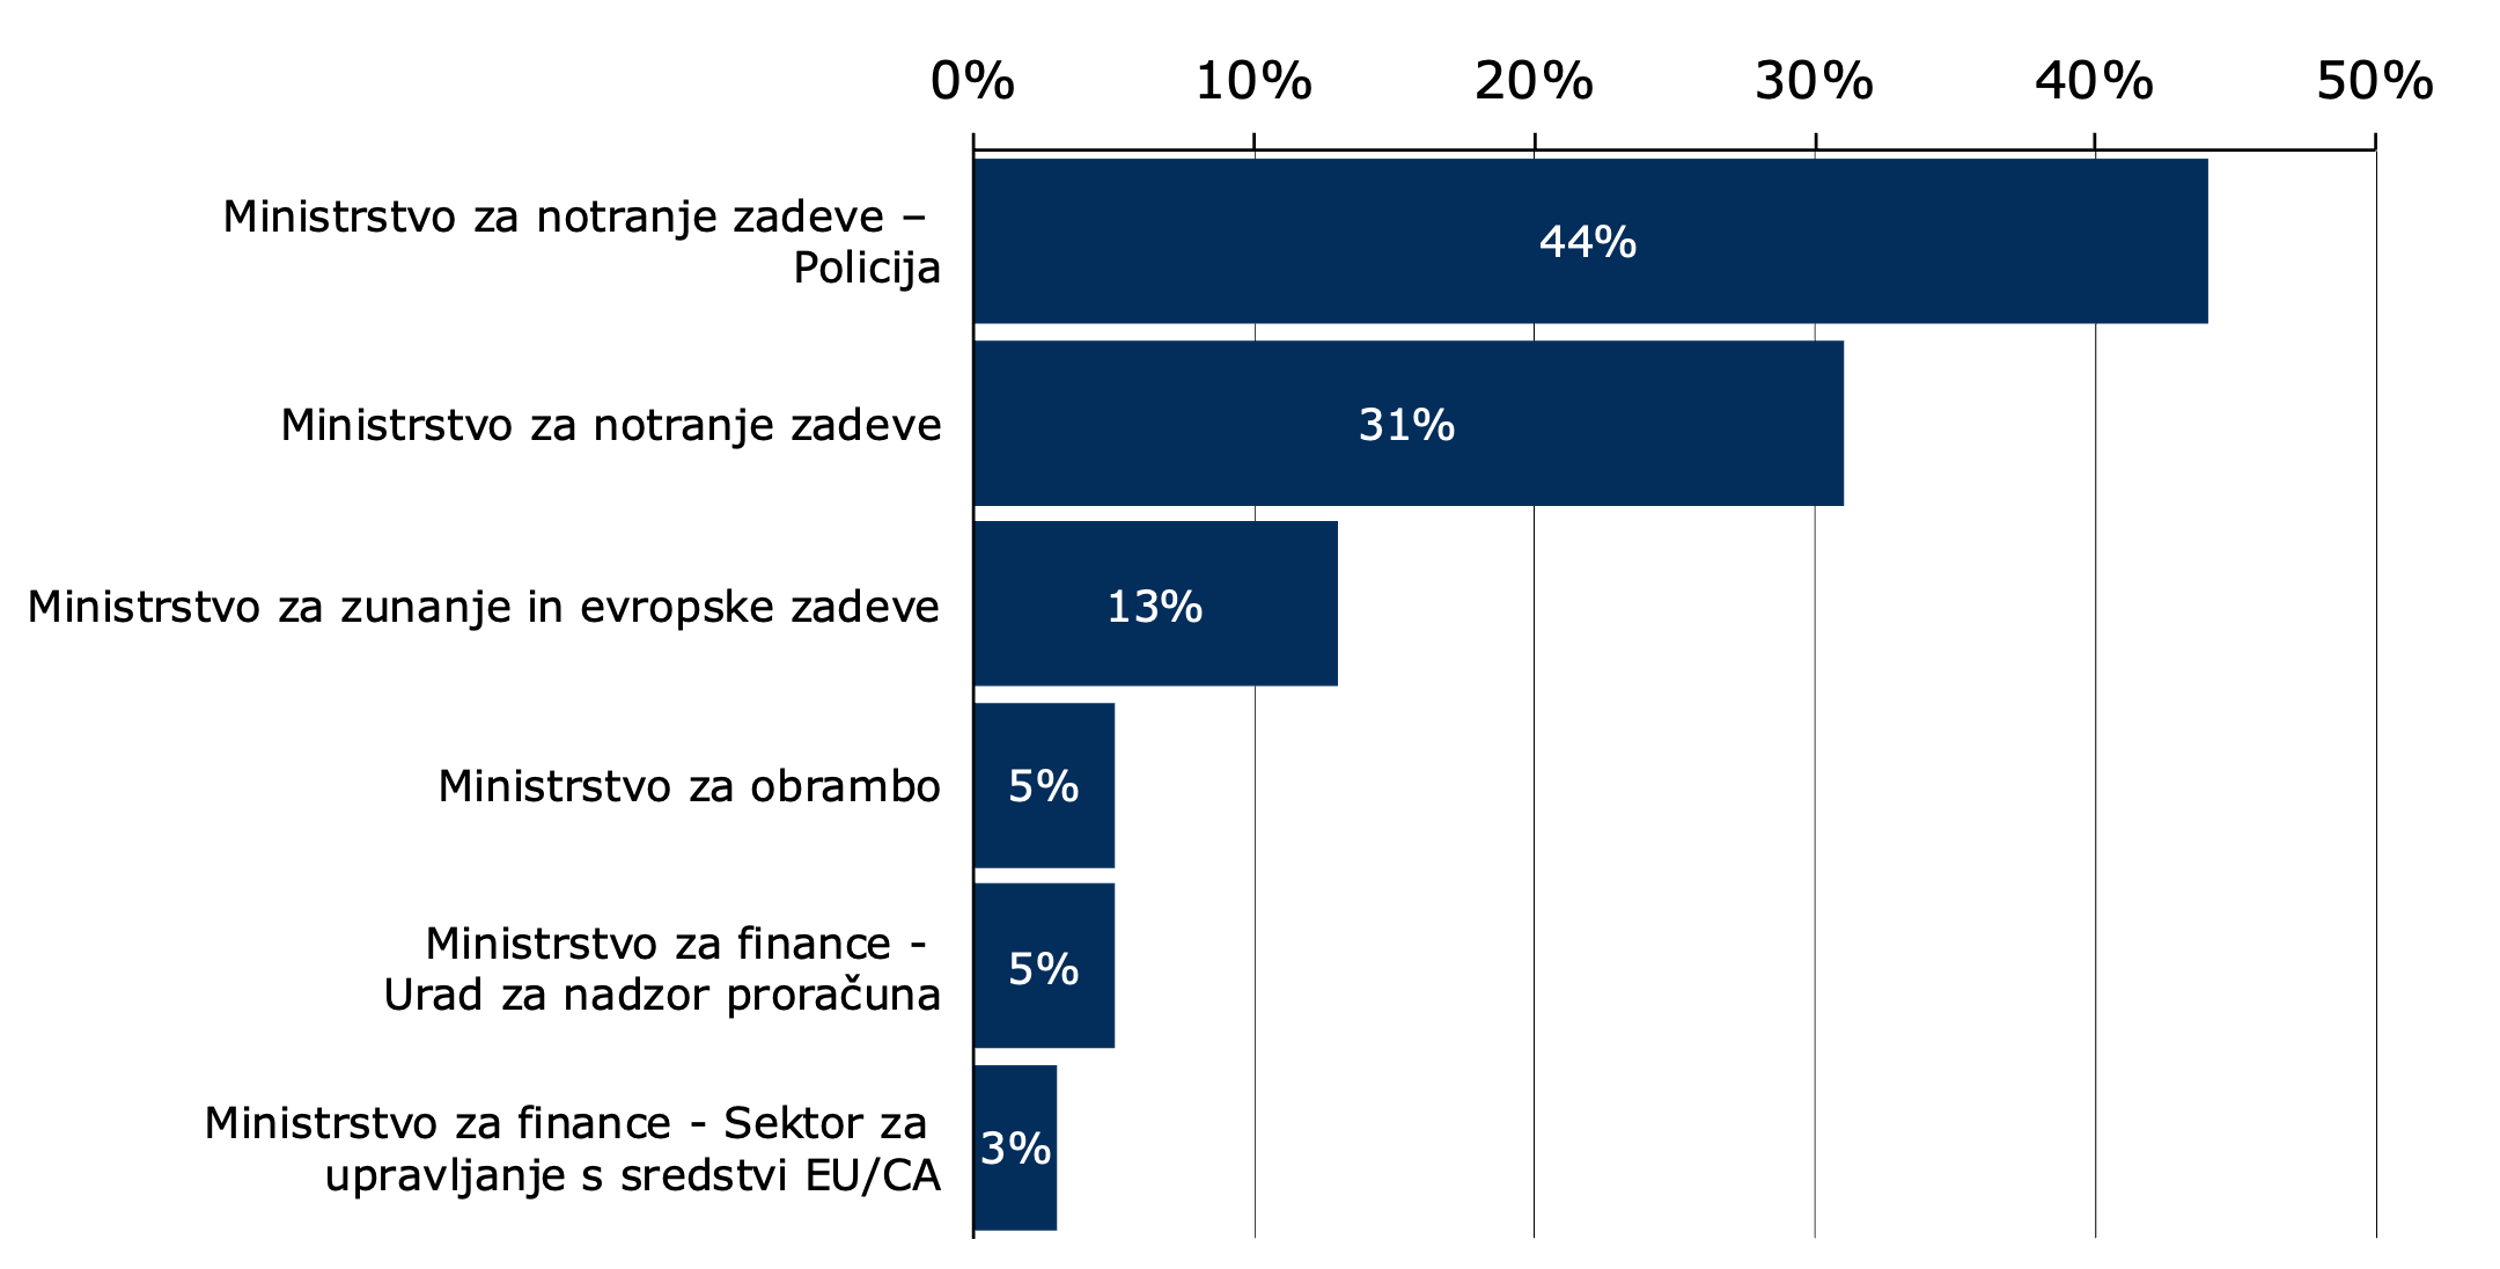 0% 10% 20% 30% 40% 50%
Ministrstvo za notranje zadeve –
Policija
44%
Ministrstvo za notranje zadeve
31%
Ministrstvo za zunanje in evropske zadeve
13%
Ministrstvo za obrambo
5%
Ministrstvo za finance -
Urad za nadzor proračuna
5%
Ministrstvo za finance - Sektor za
upravljanje s sredstvi EU/CA
3%